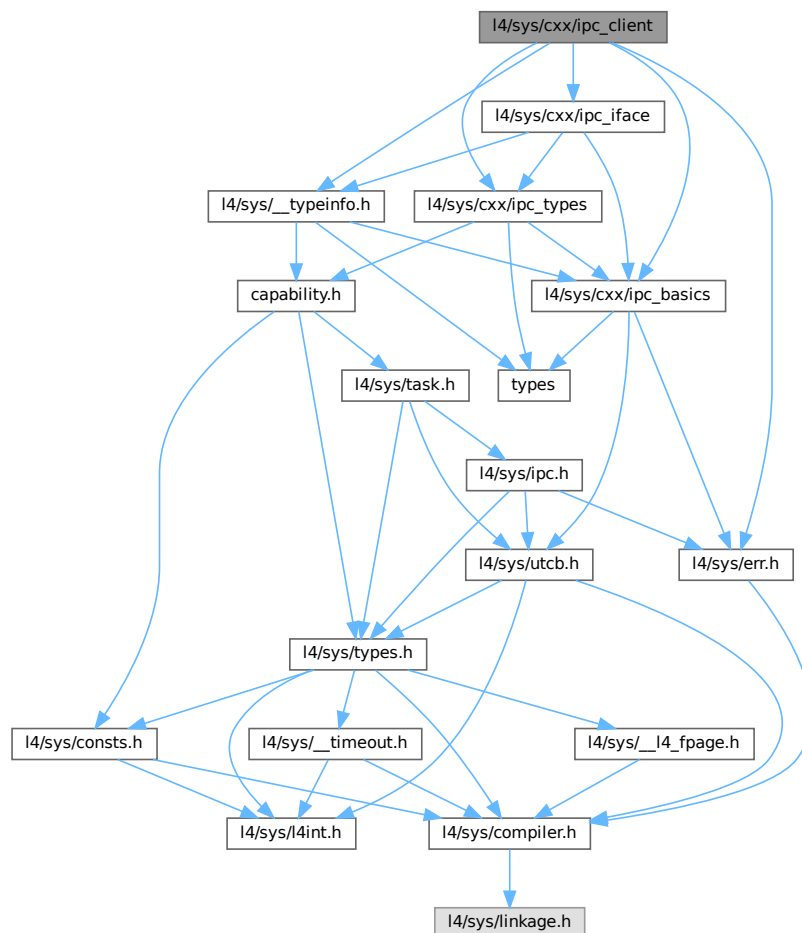 l4/sys/cxx/ipc_client
l4/sys/cxx/ipc_iface
l4/sys/__typeinfo.h
l4/sys/cxx/ipc_types
capability.h
l4/sys/cxx/ipc_basics
l4/sys/task.h
types
l4/sys/ipc.h
l4/sys/utcb.h
l4/sys/err.h
l4/sys/types.h
l4/sys/consts.h
l4/sys/__timeout.h
l4/sys/__l4_fpage.h
l4/sys/l4int.h
l4/sys/compiler.h
l4/sys/linkage.h